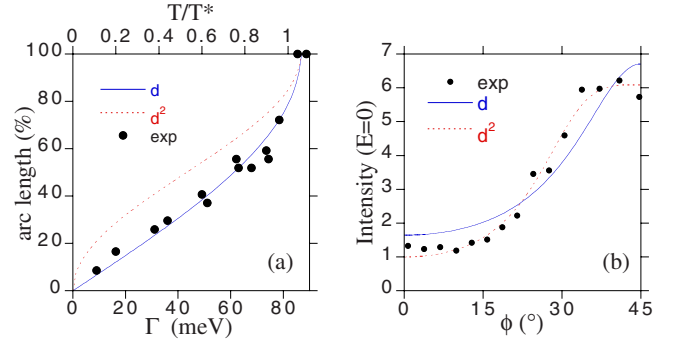 T/T*
0 0.2 0.4 0.6 0.8 1
100
80
60
40
20
0
arc length (%)
d
d²
exp
(a)
0 20 40 60 80
Γ (meV)
7
6
5
4
3
2
1
0
Intensity (E=0)
exp
d
d²
(b)
0 15 30 45
ϕ (°)